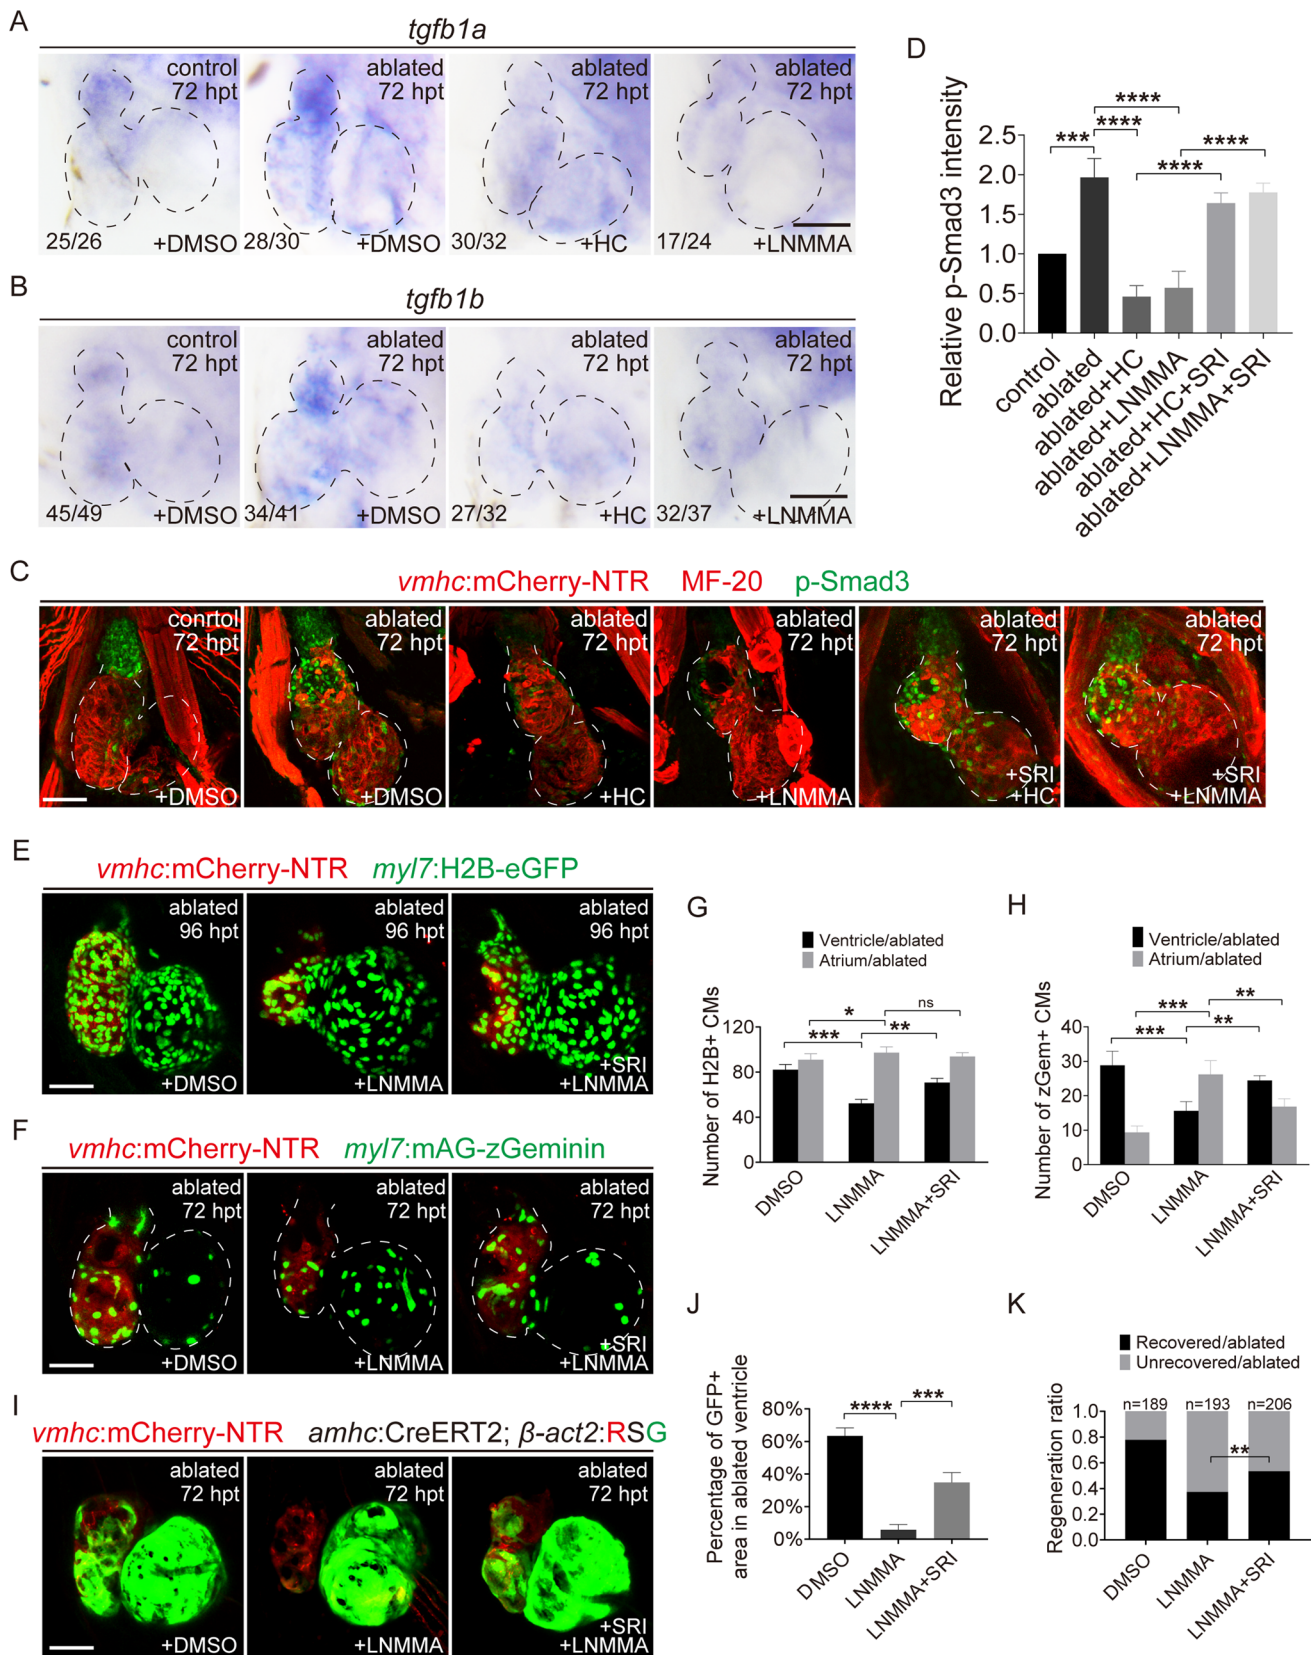 A
tgfb1a
control
72 hpt
25/26
+DMSO
ablated
72 hpt
28/30
+DMSO
ablated
72 hpt
30/32
+HC
ablated
72 hpt
17/24
+LNMMA
B
tgfb1b
control
72 hpt
45/49
+DMSO
ablated
72 hpt
34/41
+DMSO
ablated
72 hpt
27/32
+HC
ablated
72 hpt
32/37
+LNMMA
D
Relative p-Smad3 intensity
2.5
2.0
1.5
1.0
0.5
0.0
***
****
****
****
****
control
ablated
ablated+HC
ablated+LNMMA
ablated+HC+SRI
ablated+LNMMA+SRI
C
vmhc:mCherry-NTR MF-20 p-Smad3
conrtol
72 hpt
+DMSO
ablated
72 hpt
+DMSO
ablated
72 hpt
+HC
ablated
72 hpt
+LNMMA
ablated
72 hpt
+SRI
+HC
ablated
72 hpt
+SRI
+LNMMA
E
vmhc:mCherry-NTR myl7:H2B-eGFP
ablated
96 hpt
+DMSO
ablated
96 hpt
+LNMMA
ablated
96 hpt
+SRI
+LNMMA
F
vmhc:mCherry-NTR myl7:mAG-zGeminin
ablated
72 hpt
+DMSO
ablated
72 hpt
+LNMMA
ablated
72 hpt
+SRI
+LNMMA
G
Ventricle/ablated
Atrium/ablated
Number of H2B+ CMs
120
80
40
0
***
*
**
ns
DMSO
LNMMA
LNMMA+SRI
H
Ventricle/ablated
Atrium/ablated
Number of zGem+ CMs
40
30
20
10
0
***
***
**
**
DMSO
LNMMA
LNMMA+SRI
I
vmhc:mCherry-NTR amhc:CreERT2; β-act2:RSG
ablated
72 hpt
+DMSO
ablated
72 hpt
+LNMMA
ablated
72 hpt
+SRI
+LNMMA
J
Percentage of GFP+
area in ablated ventricle
80%
60%
40%
20%
0%
****
***
DMSO
LNMMA
LNMMA+SRI
K
Recovered/ablated
Unrecovered/ablated
Regeneration ratio
n=189
n=193
n=206
1.0
0.8
0.6
0.4
0.2
0.0
**
DMSO
LNMMA
LNMMA+SRI